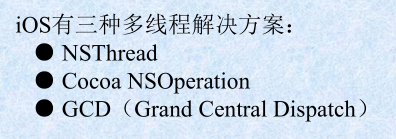 iOS有三种多线程解决方案：
● NSThread
● Cocoa NSOperation
● GCD（Grand Central Dispatch）